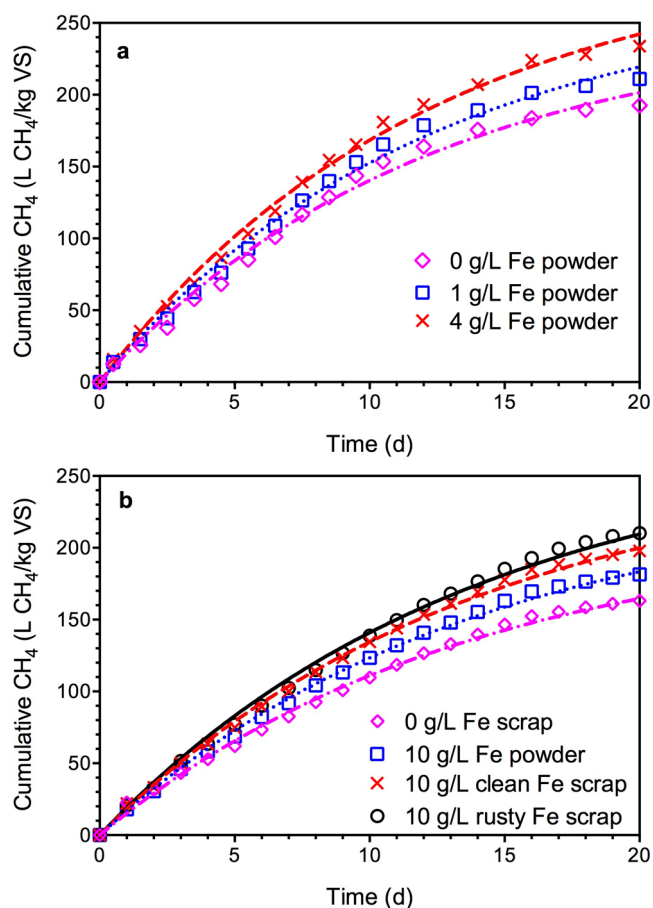 a
Cumulative CH₄ (L CH₄/kg VS)
250
200
150
100
50
0
0 g/L Fe powder
1 g/L Fe powder
4 g/L Fe powder
0 5 10 15 20
Time (d)
b
Cumulative CH₄ (L CH₄/kg VS)
250
200
150
100
50
0
0 g/L Fe scrap
10 g/L Fe powder
10 g/L clean Fe scrap
10 g/L rusty Fe scrap
0 5 10 15 20
Time (d)